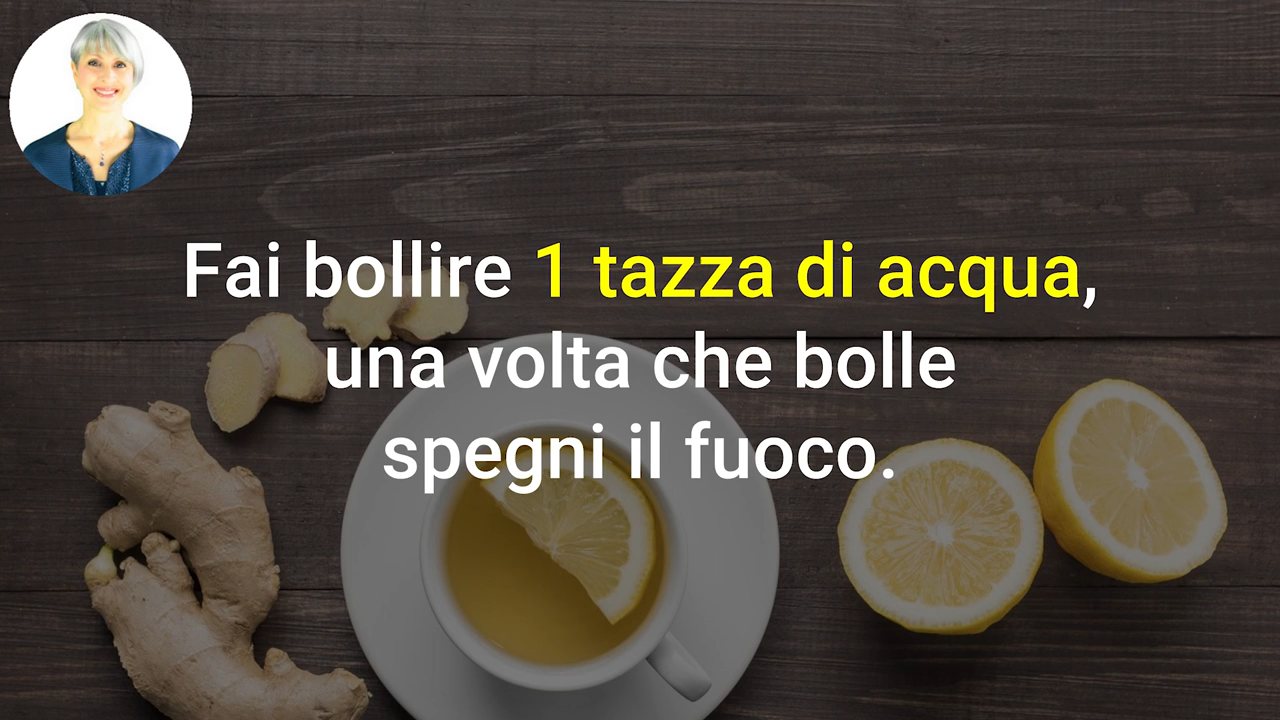 Fai bollire 1 tazza di acqua,
una volta che bolle
spegni il fuoco.